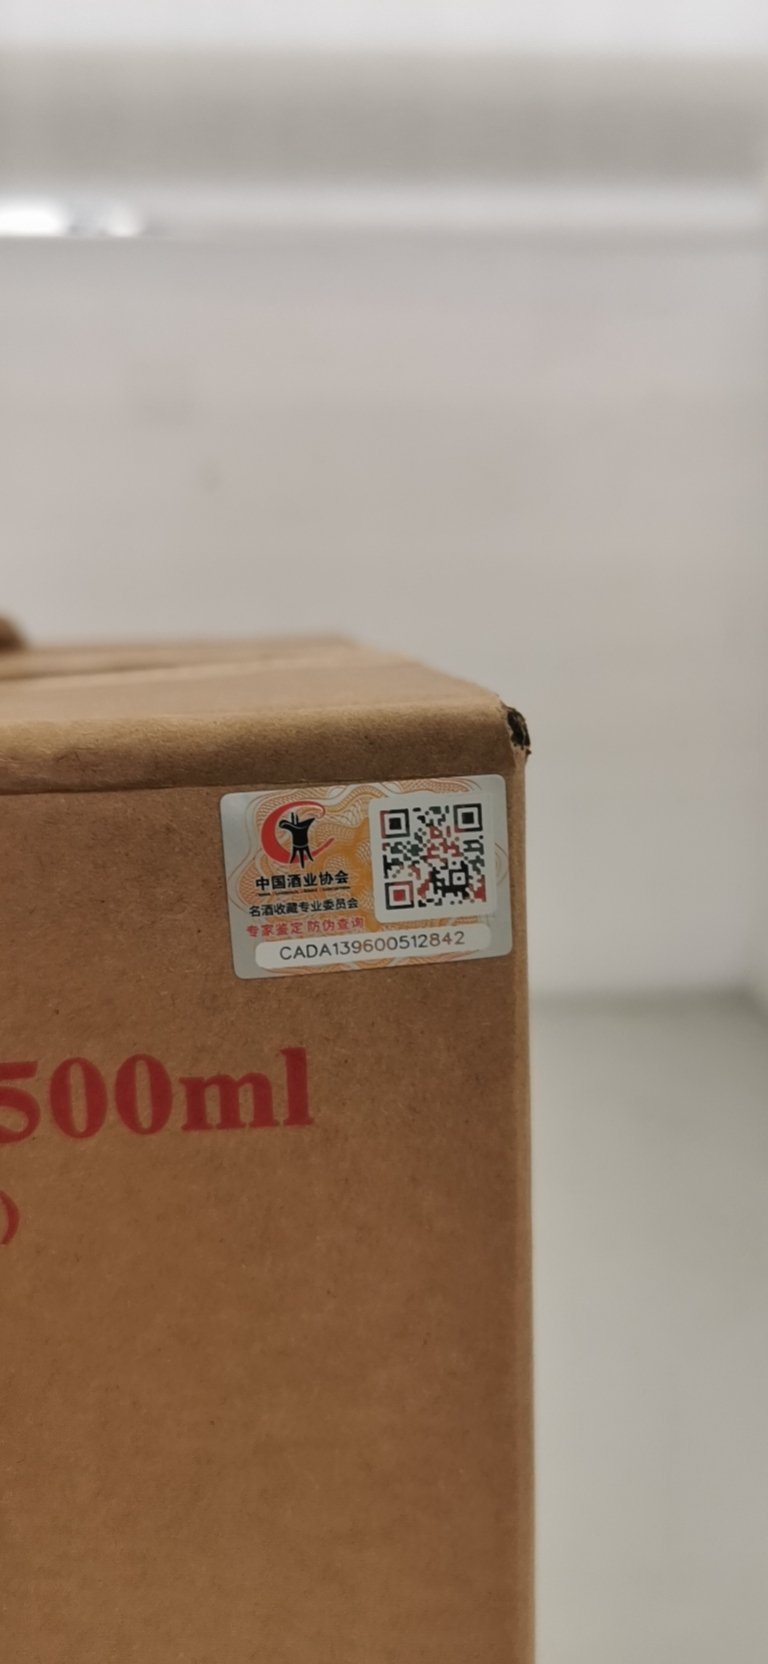 中国酒业协会
名酒收藏专业委员会
专家鉴定 防伪查询
CADA139600512842
500ml
)